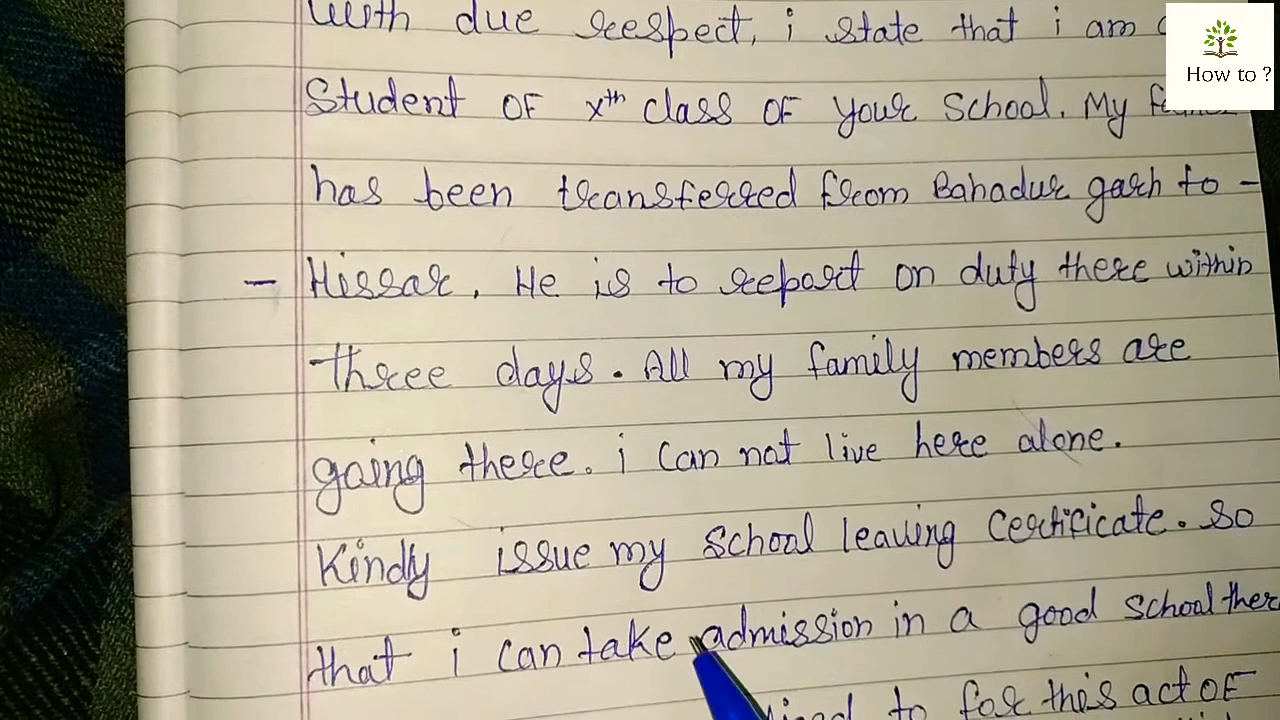 with due respect, i state that i am
How to ?
Student OF xth class OF your School. My
has been transferred from Bahadur garh to -
- Hissar. He is to report on duty there within
three days. All my family members are
going there. i can not live here alone.
Kindly issue my school leaving Certificate. so
that i can take admission in a good school ther
to for this act OF